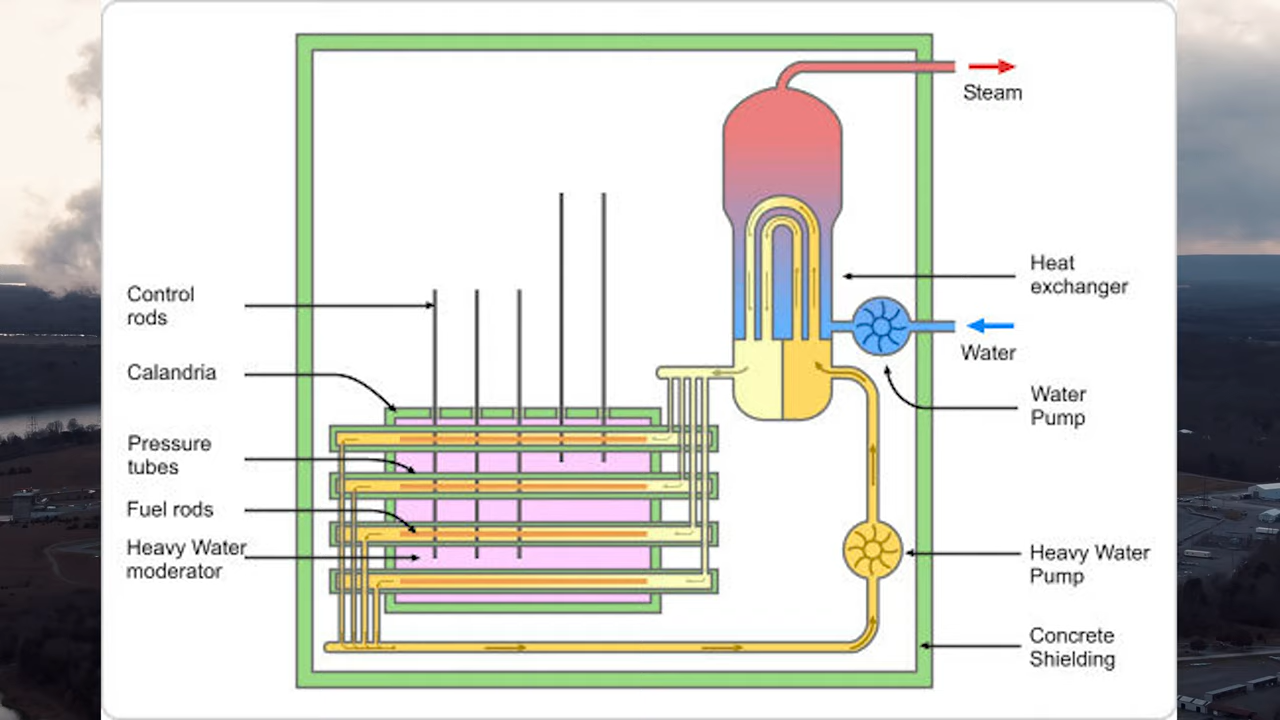 Steam
Control
rods
Heat
exchanger
Calandria
Water
Water
Pump
Pressure
tubes
Fuel rods
Heavy Water
moderator
Heavy Water
Pump
Concrete
Shielding